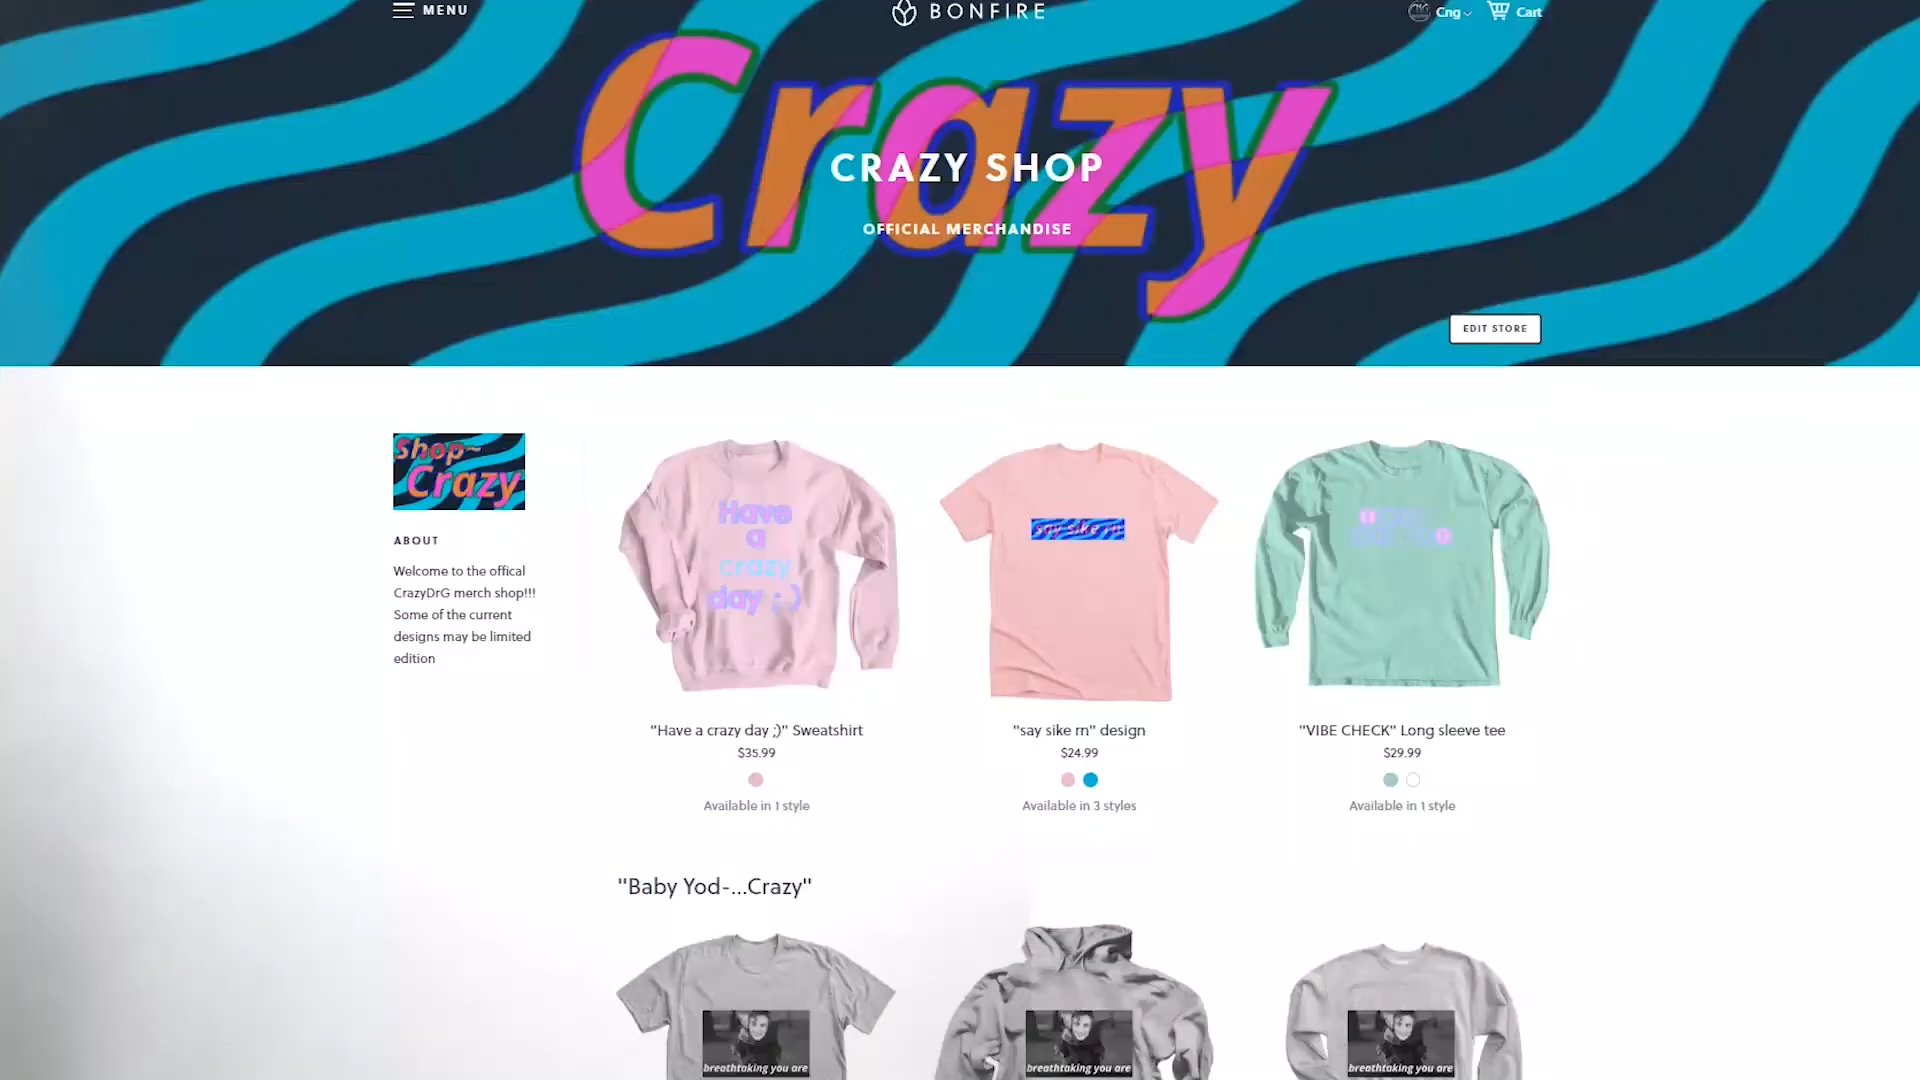 MENU
BONFIRE
Cng
Cart
Crazy
CRAZY SHOP
OFFICIAL MERCHANDISE
EDIT STORE
Shop~
Crazy
ABOUT
Welcome to the offical
CrazyDrG merch shop!!!
Some of the current
designs may be limited
edition
Have
a
crazy
day ;)
say sike rn
"Have a crazy day ;)" Sweatshirt
$35.99
Available in 1 style
"say sike rn" design
$24.99
Available in 3 styles
"VIBE CHECK" Long sleeve tee
$29.99
Available in 1 style
"Baby Yod-...Crazy"
breathtaking you are
breathtaking you are
breathtaking you are